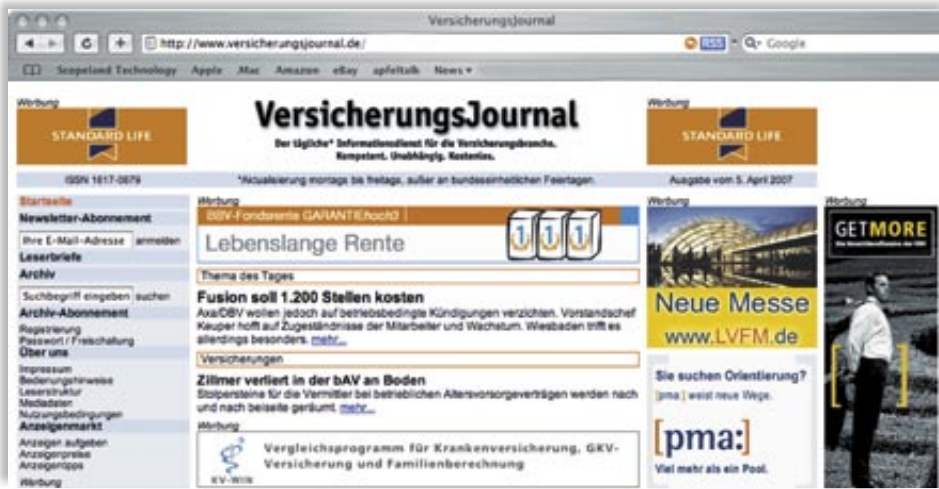 VersicherungsJournal
http://www.versicherungsjournal.de/
RSS
Google
Scopeland Technology Apple .Mac Amazon eBay apfeltalk News
Werbung
STANDARD LIFE
VersicherungsJournal
Der tägliche* Informationsdienst für die Versicherungsbranche.
Kompetent. Unabhängig. Kostenlos.
Werbung
STANDARD LIFE
ISSN 1617-0679
*Aktualisierung montags bis freitags, außer an bundeseinheitlichen Feiertagen.
Ausgabe vom 5. April 2007
Startseite
Newsletter-Abonnement
Ihre E-Mail-Adresse anmelden
Leserbriefe
Archiv
Suchbegriff eingeben suchen
Archiv-Abonnement
Registrierung
Passwort / Freischaltung
Über uns
Impressum
Bedienungshinweise
Leserstruktur
Mediadaten
Nutzungsbedingungen
Anzeigenmarkt
Anzeigen aufgeben
Anzeigenpreise
Anzeigentipps
Werbung
Werbung
BBV-Fondsrente GARANTIEhoch3
Lebenslange Rente
1 1 1
Thema des Tages
Fusion soll 1.200 Stellen kosten
Axa/DBV wollen jedoch auf betriebsbedingte Kündigungen verzichten. Vorstandschef
Keuper hofft auf Zugeständnisse der Mitarbeiter und Wachstum. Wiesbaden trifft es
allerdings besonders. mehr...
Versicherungen
Zillmer verliert in der bAV an Boden
Stolpersteine für die Vermittler bei betrieblichen Altersvorsorgeverträgen werden nach
und nach beiseite geräumt. mehr...
Werbung
KV-WIN
Vergleichsprogramm für Krankenversicherung, GKV-
Versicherung und Familienberechnung
Werbung
Neue Messe
www.LVFM.de
Sie suchen Orientierung?
[pma:] weist neue Wege.
[pma:]
Viel mehr als ein Pool.
Werbung
GETMORE